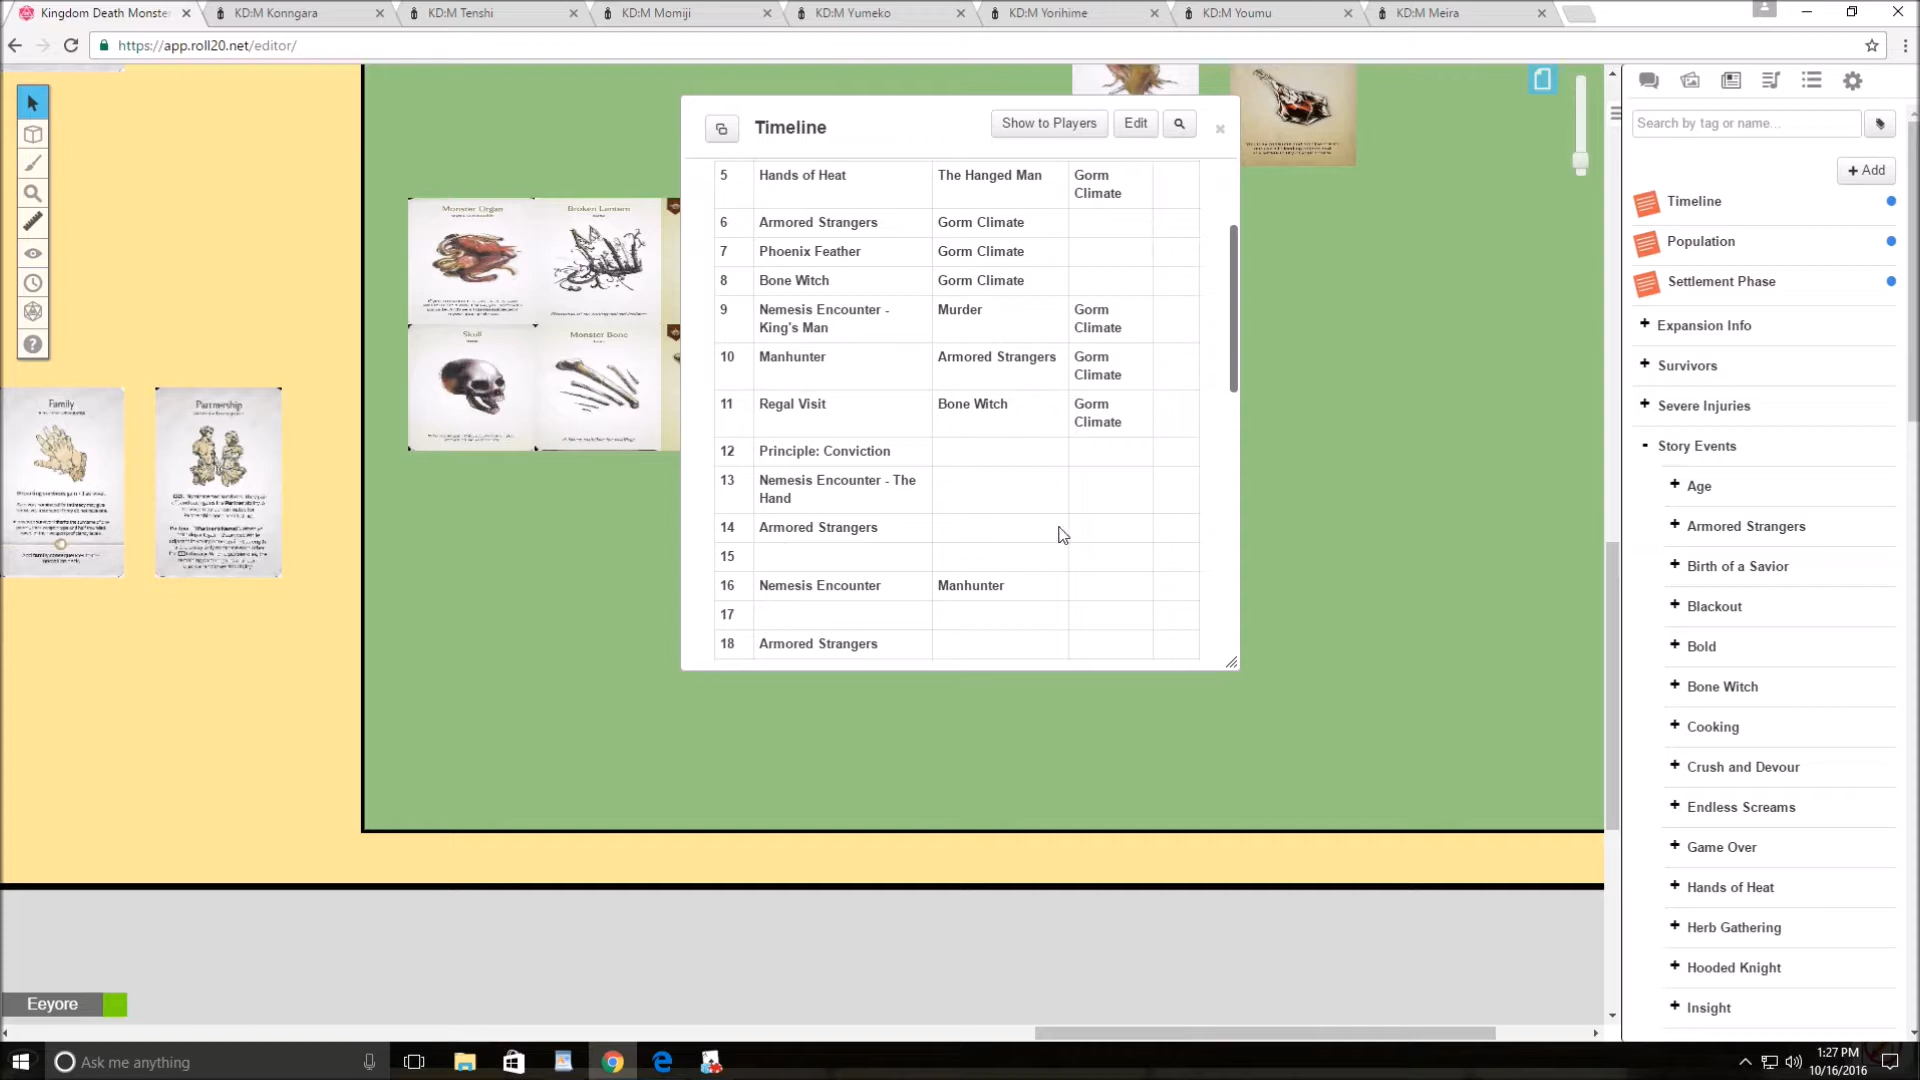 Kingdom Death Monster
KD:M Konngara
KD:M Tenshi
KD:M Momiji
KD:M Yumeko
KD:M Yorihime
KD:M Youmu
KD:M Meira
https://app.roll20.net/editor/
Timeline
Show to Players
Edit
5 Hands of Heat The Hanged Man Gorm
Climate
6 Armored Strangers Gorm Climate
7 Phoenix Feather Gorm Climate
8 Bone Witch Gorm Climate
9 Nemesis Encounter - Murder Gorm
King's Man Climate
10 Manhunter Armored Strangers Gorm
Climate
11 Regal Visit Bone Witch Gorm
Climate
12 Principle: Conviction
13 Nemesis Encounter - The
Hand
14 Armored Strangers
15
16 Nemesis Encounter Manhunter
17
18 Armored Strangers
Monster Organ
Broken Lantern
Skull
Monster Bone
Family
Partnership
Search by tag or name...
+ Add
Timeline
Population
Settlement Phase
+ Expansion Info
+ Survivors
+ Severe Injuries
- Story Events
+ Age
+ Armored Strangers
+ Birth of a Savior
+ Blackout
+ Bold
+ Bone Witch
+ Cooking
+ Crush and Devour
+ Endless Screams
+ Game Over
+ Hands of Heat
+ Herb Gathering
+ Hooded Knight
+ Insight
Eeyore
Ask me anything
1:27 PM
10/16/2016